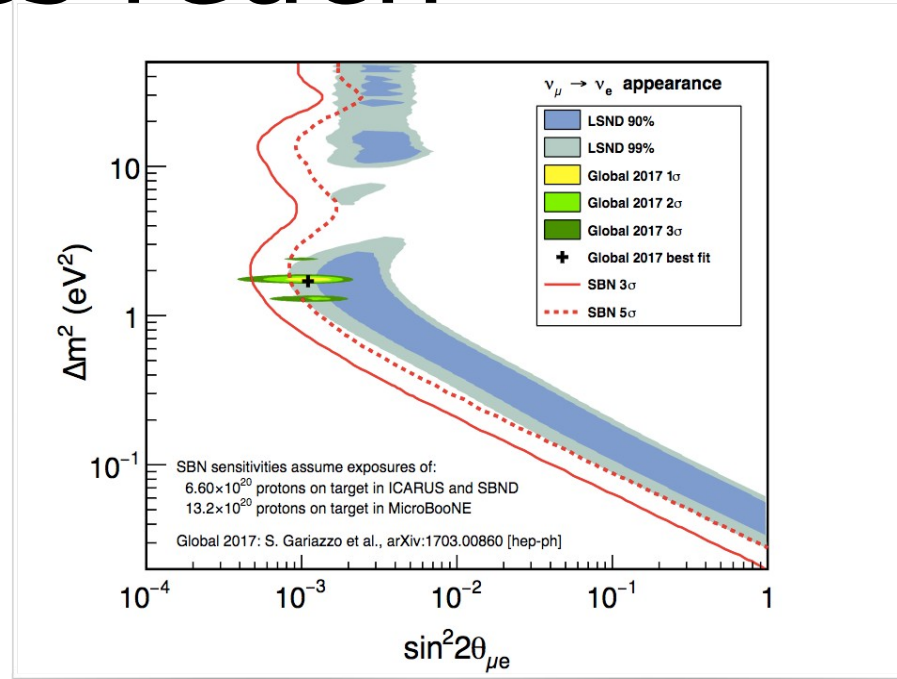 ν_μ → ν_e appearance
LSND 90%
LSND 99%
Global 2017 1σ
Global 2017 2σ
Global 2017 3σ
Global 2017 best fit
SBN 3σ
SBN 5σ
10
1
10⁻¹
Δm² (eV²)
SBN sensitivities assume exposures of:
6.60×10²⁰ protons on target in ICARUS and SBND
13.2×10²⁰ protons on target in MicroBooNE
Global 2017: S. Gariazzo et al., arXiv:1703.00860 [hep-ph]
10⁻⁴ 10⁻³ 10⁻² 10⁻¹ 1
sin²2θ_μe